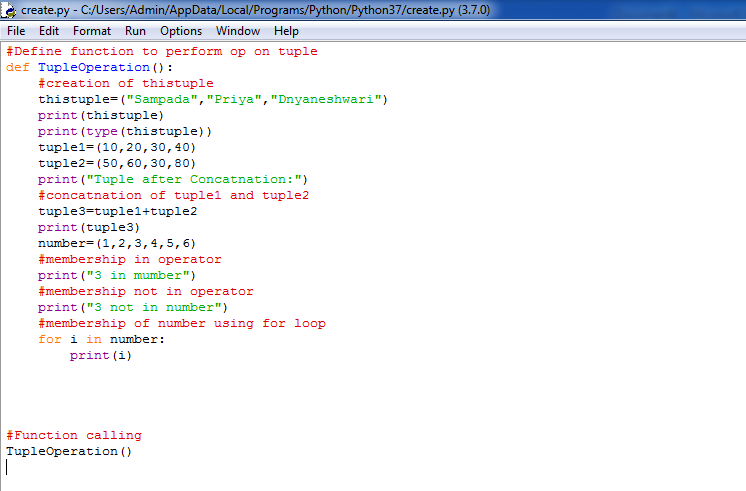 create.py - C:/Users/Admin/AppData/Local/Programs/Python/Python37/create.py (3.7.0)
File Edit Format Run Options Window Help
#Define function to perform op on tuple
def TupleOperation():
    #creation of thistuple
    thistuple=("Sampada","Priya","Dnyaneshwari")
    print(thistuple)
    print(type(thistuple))
    tuple1=(10,20,30,40)
    tuple2=(50,60,30,80)
    print("Tuple after Concatnation:")
    #concatnation of tuple1 and tuple2
    tuple3=tuple1+tuple2
    print(tuple3)
    number=(1,2,3,4,5,6)
    #membership in operator
    print("3 in mumber")
    #membership not in operator
    print("3 not in number")
    #membership of number using for loop
    for i in number:
        print(i)
#Function calling
TupleOperation()